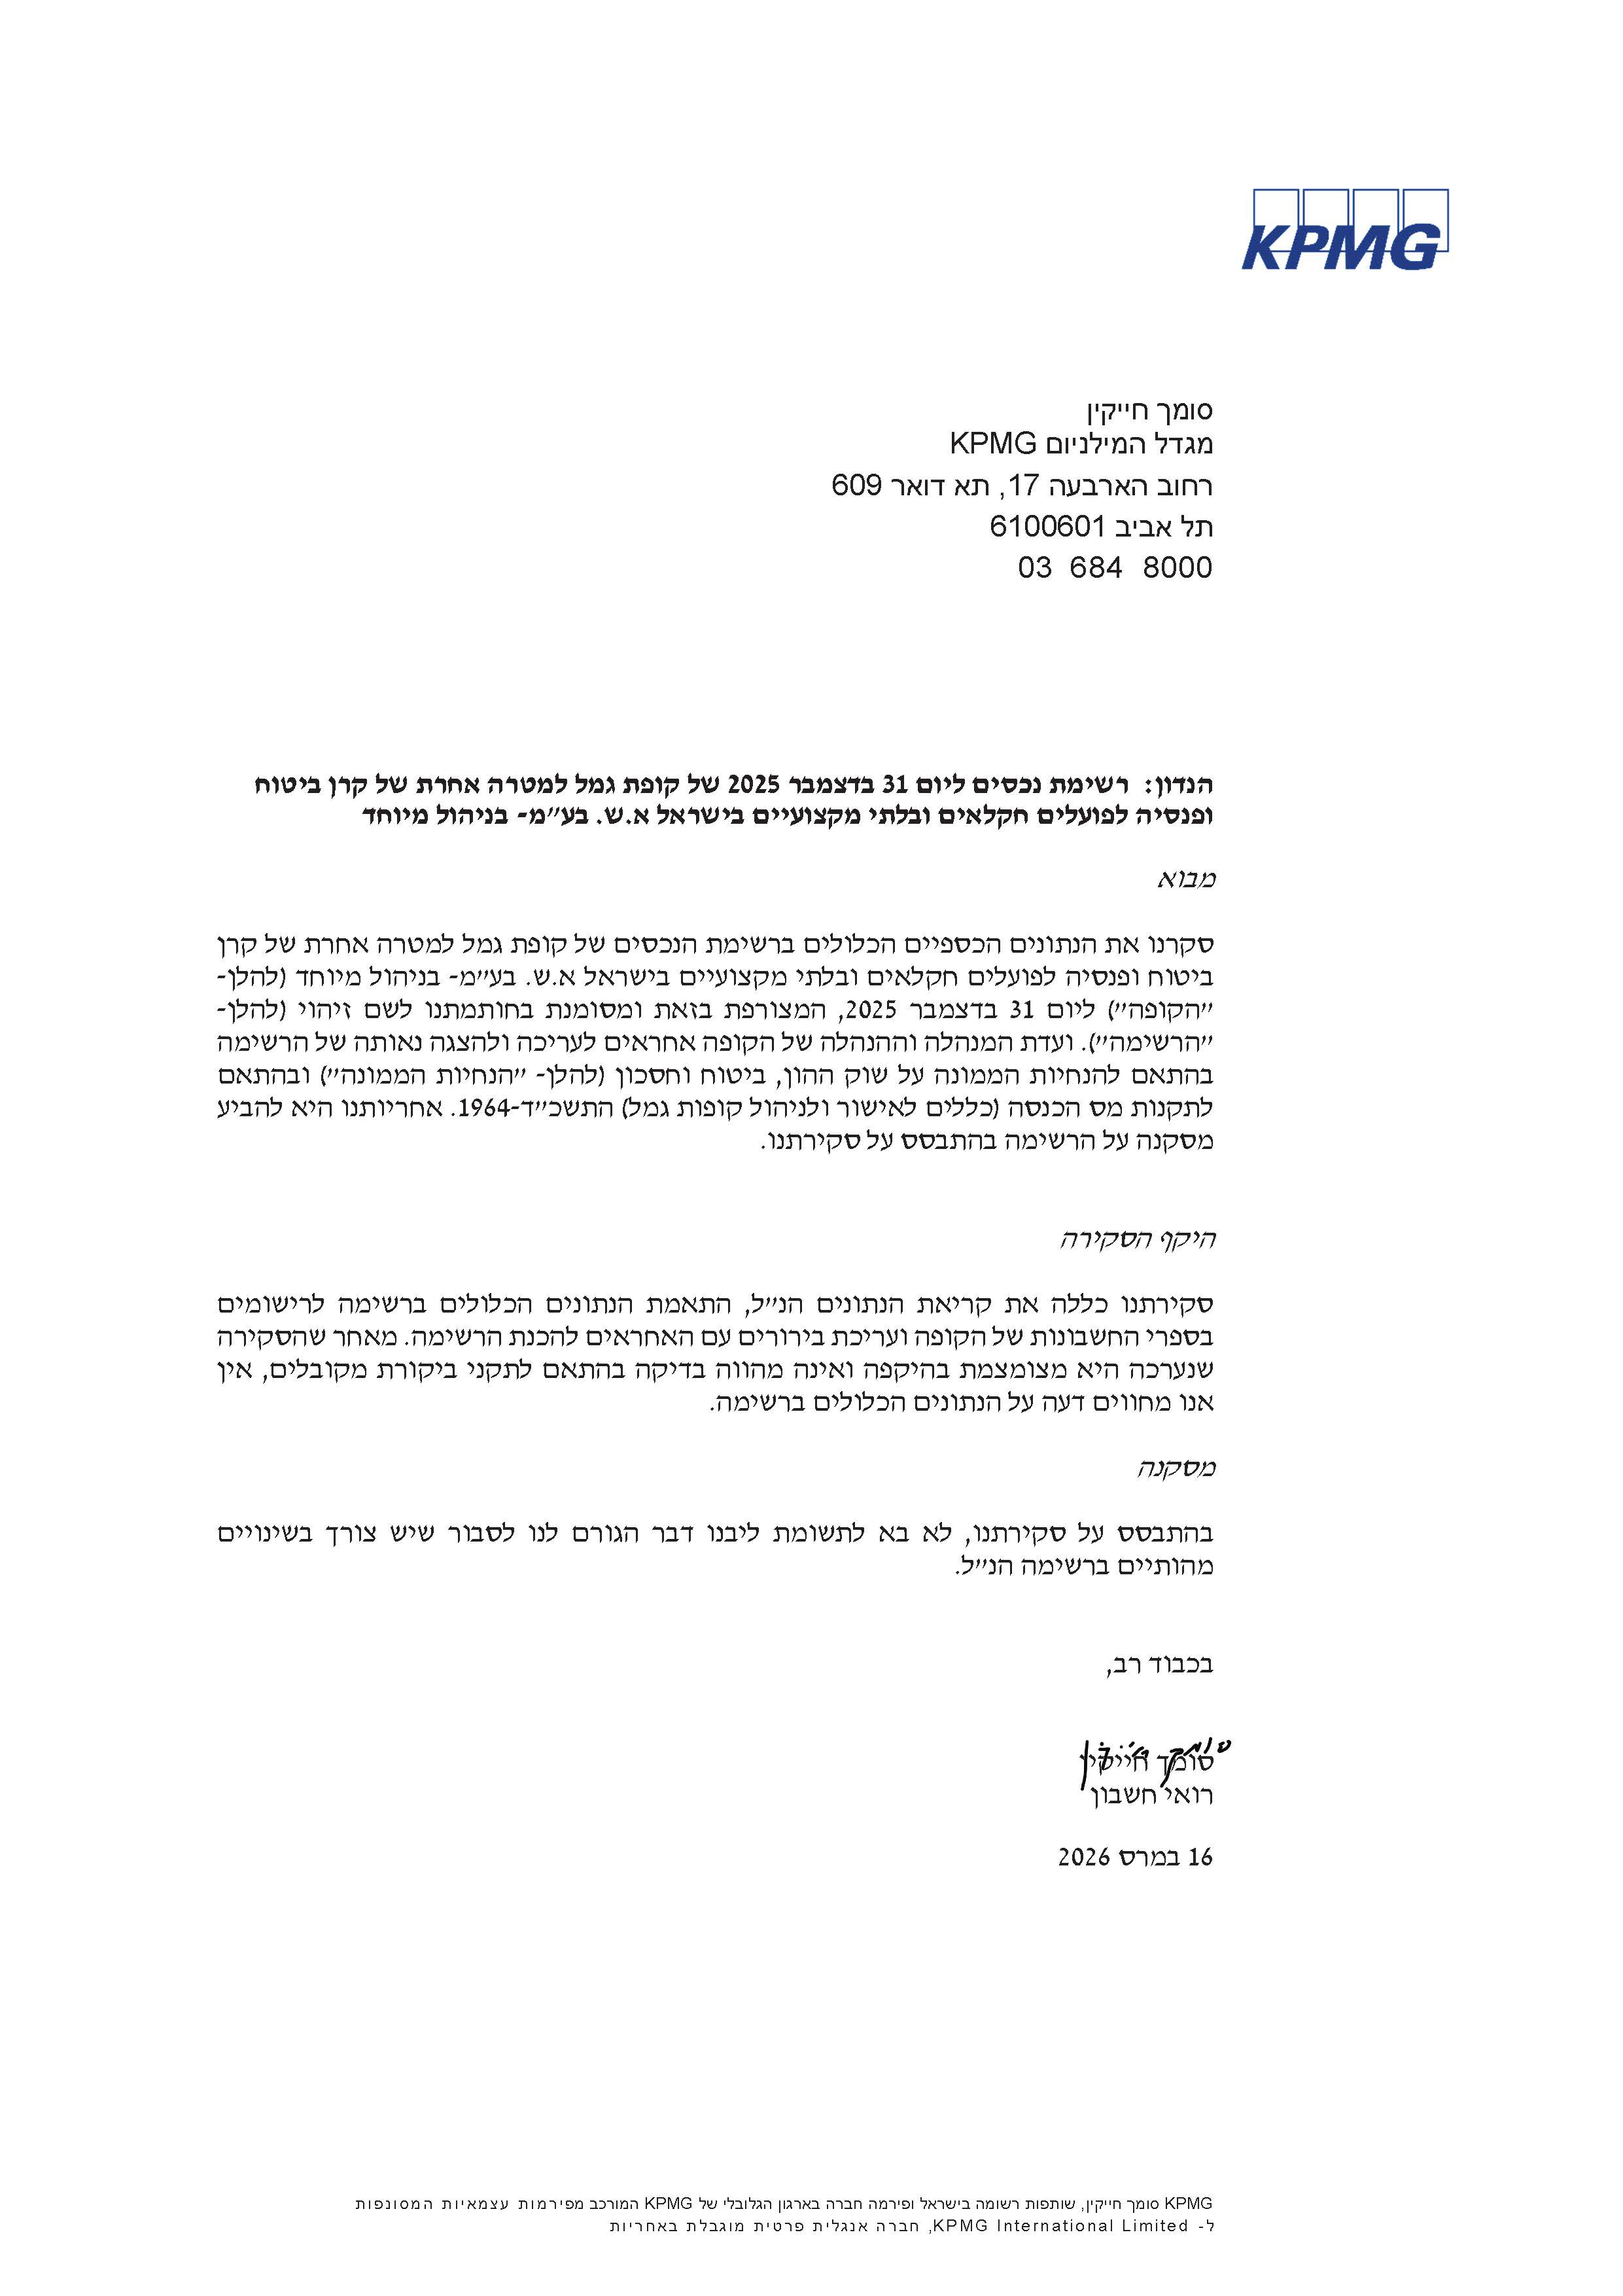 KPMG
סומך חייקין
מגדל המילניום KPMG
רחוב הארבעה 17, תא דואר 609
תל אביב 6100601
03 684 8000
הנדון: רשימת נכסים ליום 31 בדצמבר 2025 של קופת גמל למטרה אחרת של קרן ביטוח
ופנסיה לפועלים חקלאים ובלתי מקצועיים בישראל א.ש. בע״מ- בניהול מיוחד
מבוא
סקרנו את הנתונים הכספיים הכלולים ברשימת הנכסים של קופת גמל למטרה אחרת של קרן
ביטוח ופנסיה לפועלים חקלאים ובלתי מקצועיים בישראל א.ש. בע״מ- בניהול מיוחד (להלן-
״הקופה״) ליום 31 בדצמבר 2025, המצורפת בזאת ומסומנת בחותמתנו לשם זיהוי (להלן-
״הרשימה״). ועדת המנהלה וההנהלה של הקופה אחראים לעריכה ולהצגה נאותה של הרשימה
בהתאם להנחיות הממונה על שוק ההון, ביטוח וחסכון (להלן- ״הנחיות הממונה״) ובהתאם
לתקנות מס הכנסה (כללים לאישור ולניהול קופות גמל) התשכ״ד-1964. אחריותנו היא להביע
מסקנה על הרשימה בהתבסס על סקירתנו.
היקף הסקירה
סקירתנו כללה את קריאת הנתונים הנ״ל, התאמת הנתונים הכלולים ברשימה לרישומים
בספרי החשבונות של הקופה ועריכת בירורים עם האחראים להכנת הרשימה. מאחר שהסקירה
שנערכה היא מצומצמת בהיקפה ואינה מהווה בדיקה בהתאם לתקני ביקורת מקובלים, אין
אנו מחווים דעה על הנתונים הכלולים ברשימה.
מסקנה
בהתבסס על סקירתנו, לא בא לתשומת ליבנו דבר הגורם לנו לסבור שיש צורך בשינויים
מהותיים ברשימה הנ״ל.
בכבוד רב,
סומך חייקין
סומך חייקין
רואי חשבון
16 במרס 2026
KPMG סומך חייקין, שותפות רשומה בישראל ופירמה חברה בארגון הגלובלי של KPMG המורכב מפירמות עצמאיות המסונפות
ל- KPMG International Limited, חברה אנגלית פרטית מוגבלת באחריות